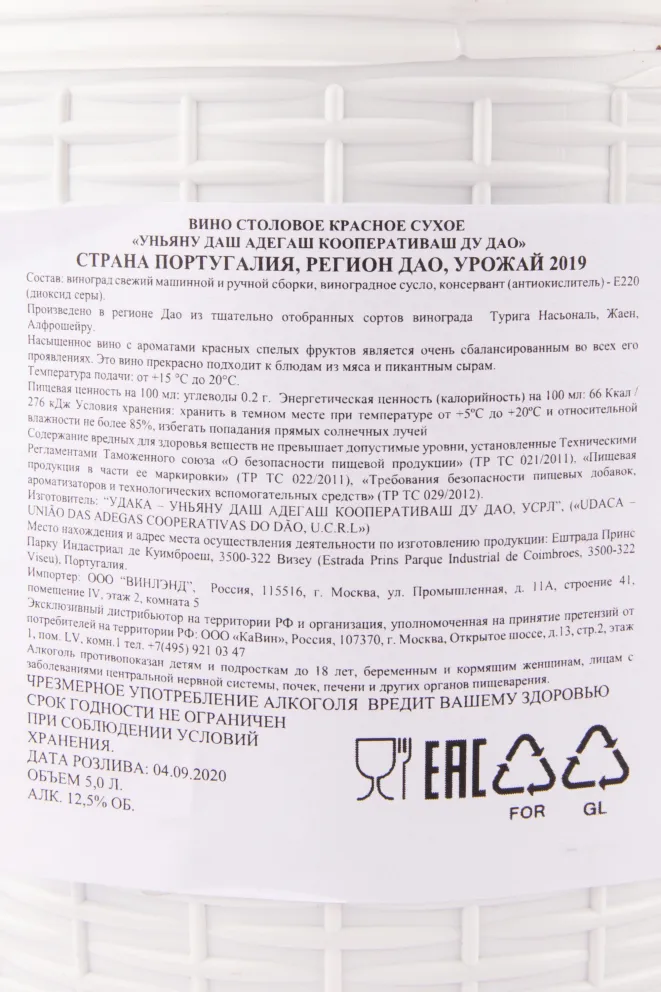 ВИНО СТОЛОВОЕ КРАСНОЕ СУХОЕ
«УНЬЯНУ ДАШ АДЕГАШ КООПЕРАТИВАШ ДУ ДАО»
СТРАНА ПОРТУГАЛИЯ, РЕГИОН ДАО, УРОЖАЙ 2019
Состав: виноград свежий машинной и ручной сборки, виноградное сусло, консервант (антиокислитель) - Е220
(диоксид серы).
Произведено в регионе Дао из тщательно отобранных сортов винограда Турига Насьональ, Жаен,
Алфрошейру.
Насыщенное вино с ароматами красных спелых фруктов является очень сбалансированным во всех его
проявлениях. Это вино прекрасно подходит к блюдам из мяса и пикантным сырам.
Температура подачи: от +15 °С до 20°С.
Пищевая ценность на 100 мл: углеводы 0.2 г. Энергетическая ценность (калорийность) на 100 мл: 66 Ккал /
276 кДж Условия хранения: хранить в темном месте при температуре от +5°С до +20°С и относительной
влажности не более 85%, избегать попадания прямых солнечных лучей
Содержание вредных для здоровья веществ не превышает допустимые уровни, установленные Техническими
Регламентами Таможенного союза «О безопасности пищевой продукции» (ТР ТС 021/2011), «Пищевая
продукция в части ее маркировки» (ТР ТС 022/2011), «Требования безопасности пищевых добавок,
ароматизаторов и технологических вспомогательных средств» (ТР ТС 029/2012).
Изготовитель: “УДАКА – УНЬЯНУ ДАШ АДЕГАШ КООПЕРАТИВАШ ДУ ДАО, УСРЛ”, («UDACA –
UNIÃO DAS ADEGAS COOPERATIVAS DO DÃO, U.C.R.L»)
Место нахождения и адрес места осуществления деятельности по изготовлению продукции: Ештрада Принс
Парку Индастриал де Куимброеш, 3500-322 Визеу (Estrada Prins Parque Industrial de Coimbroes, 3500-322
Viseu), Португалия.
Импортер: ООО “ВИНЛЭНД”, Россия, 115516, г. Москва, ул. Промышленная, д. 11А, строение 41,
помещение IV, этаж 2, комната 5
Эксклюзивный дистрибьютор на территории РФ и организация, уполномоченная на принятие претензий от
потребителей на территории РФ: ООО «КаВин», Россия, 107370, г. Москва, Открытое шоссе, д.13, стр.2, этаж
1, пом. LV, комн.1 тел. +7(495) 921 03 47
Алкоголь противопоказан детям и подросткам до 18 лет, беременным и кормящим женщинам, лицам с
заболеваниями центральной нервной системы, почек, печени и других органов пищеварения.
ЧРЕЗМЕРНОЕ УПОТРЕБЛЕНИЕ АЛКОГОЛЯ ВРЕДИТ ВАШЕМУ ЗДОРОВЬЮ
СРОК ГОДНОСТИ НЕ ОГРАНИЧЕН
ПРИ СОБЛЮДЕНИИ УСЛОВИЙ
ХРАНЕНИЯ.
ДАТА РОЗЛИВА: 04.09.2020
ОБЪЕМ 5,0 Л.
АЛК. 12,5% ОБ.
EAC
FOR GL